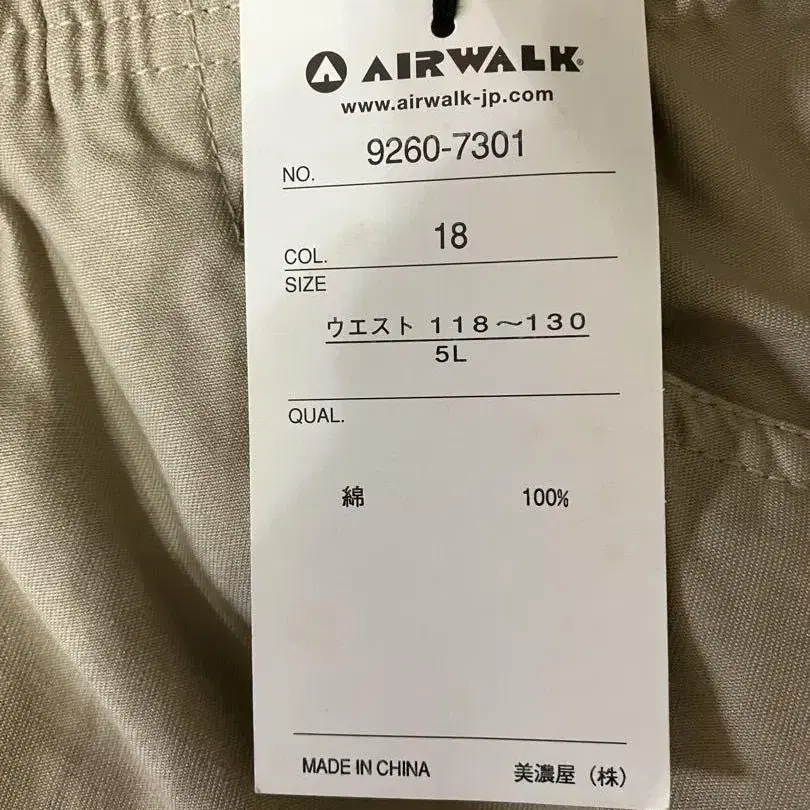 AIRWALK®
www.airwalk-jp.com
NO. 9260-7301
COL. 18
SIZE
ウエスト 118～130
5L
QUAL.
綿 100%
MADE IN CHINA 美濃屋（株）